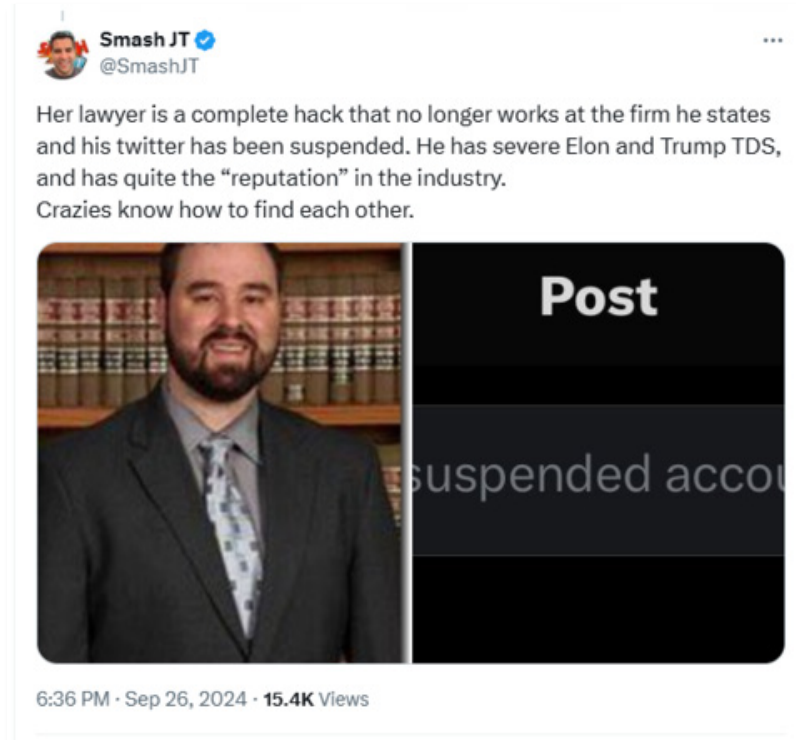 Smash JT
@SmashJT
Her lawyer is a complete hack that no longer works at the firm he states
and his twitter has been suspended. He has severe Elon and Trump TDS,
and has quite the “reputation” in the industry.
Crazies know how to find each other.
Post
suspended accou
6:36 PM · Sep 26, 2024 · 15.4K Views